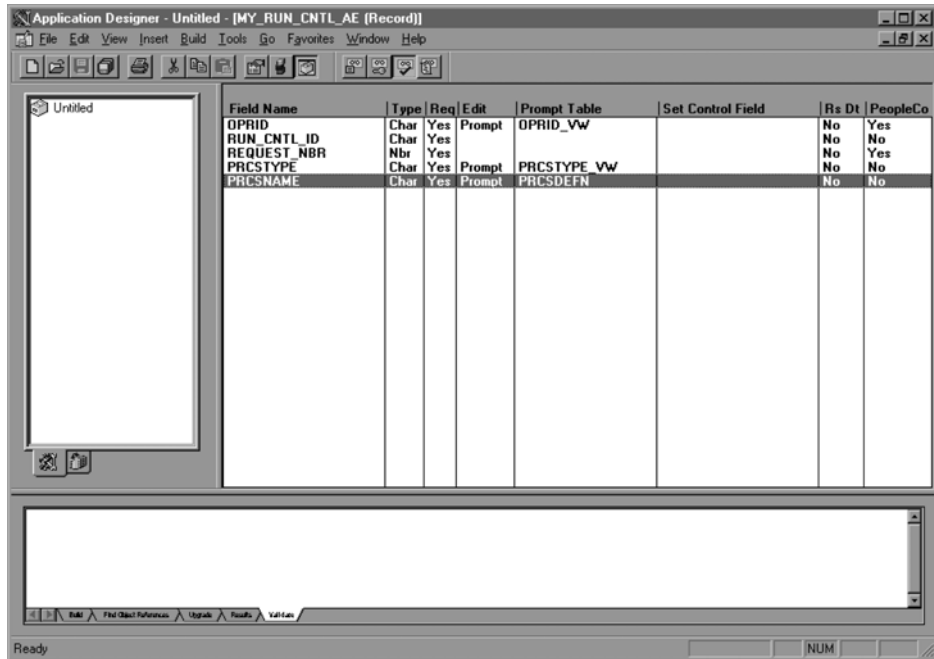 Application Designer - Untitled - [MY_RUN_CNTL_AE (Record)]
File Edit View Insert Build Tools Go Favorites Window Help
Untitled
Field Name Type Req Edit Prompt Table Set Control Field Rs Dt PeopleCo
OPRID Char Yes Prompt OPRID_VW No Yes
RUN_CNTL_ID Char Yes No No
REQUEST_NBR Nbr Yes No Yes
PRCSTYPE Char Yes Prompt PRCSTYPE_VW No No
PRCSNAME Char Yes Prompt PRCSDEFN No No
Build Find Object References Upgrade Results Validate
Ready NUM